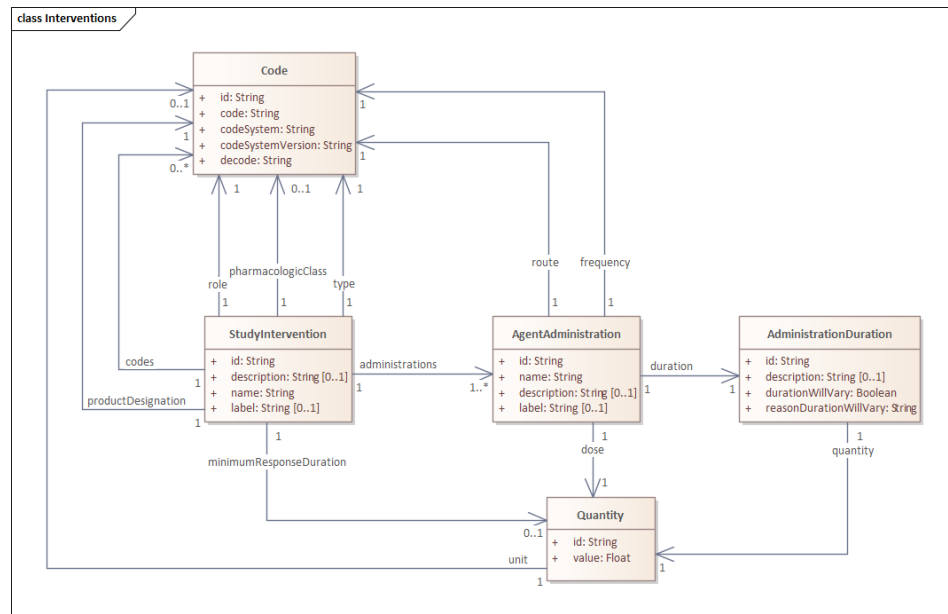 class Interventions
Code
+ id: String
+ code: String
+ codeSystem: String
+ codeSystemVersion: String
+ decode: String
0..1
1
0..*
1
1
1
0..1
1
role
pharmacologicClass
type
route
frequency
1
1
1
1
1
StudyIntervention
+ id: String
+ description: String [0..1]
+ name: String
+ label: String [0..1]
codes
1
productDesignation
1
administrations
1
1..*
AgentAdministration
+ id: String
+ name: String
+ description: String [0..1]
+ label: String [0..1]
duration
1
1
AdministrationDuration
+ id: String
+ description: String [0..1]
+ durationWillVary: Boolean
+ reasonDurationWillVary: String
1
minimumResponseDuration
0..1
1
dose
1
1
quantity
1
Quantity
+ id: String
+ value: Float
unit
1